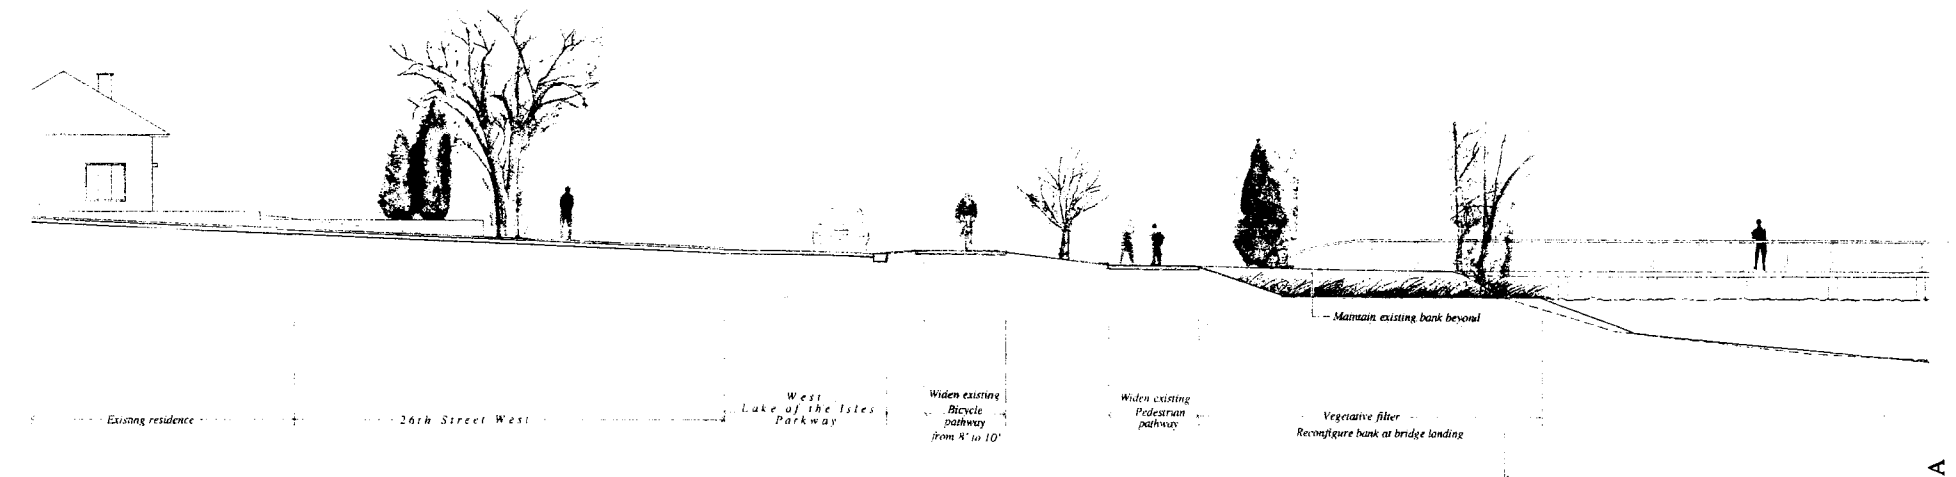 Maintain existing bank beyond
Existing residence
26th Street West
West
Lake of the Isles
Parkway
Widen existing
Bicycle
pathway
from 8' to 10'
Widen existing
Pedestrian
pathway
Vegetative filter
Reconfigure bank at bridge landing
A